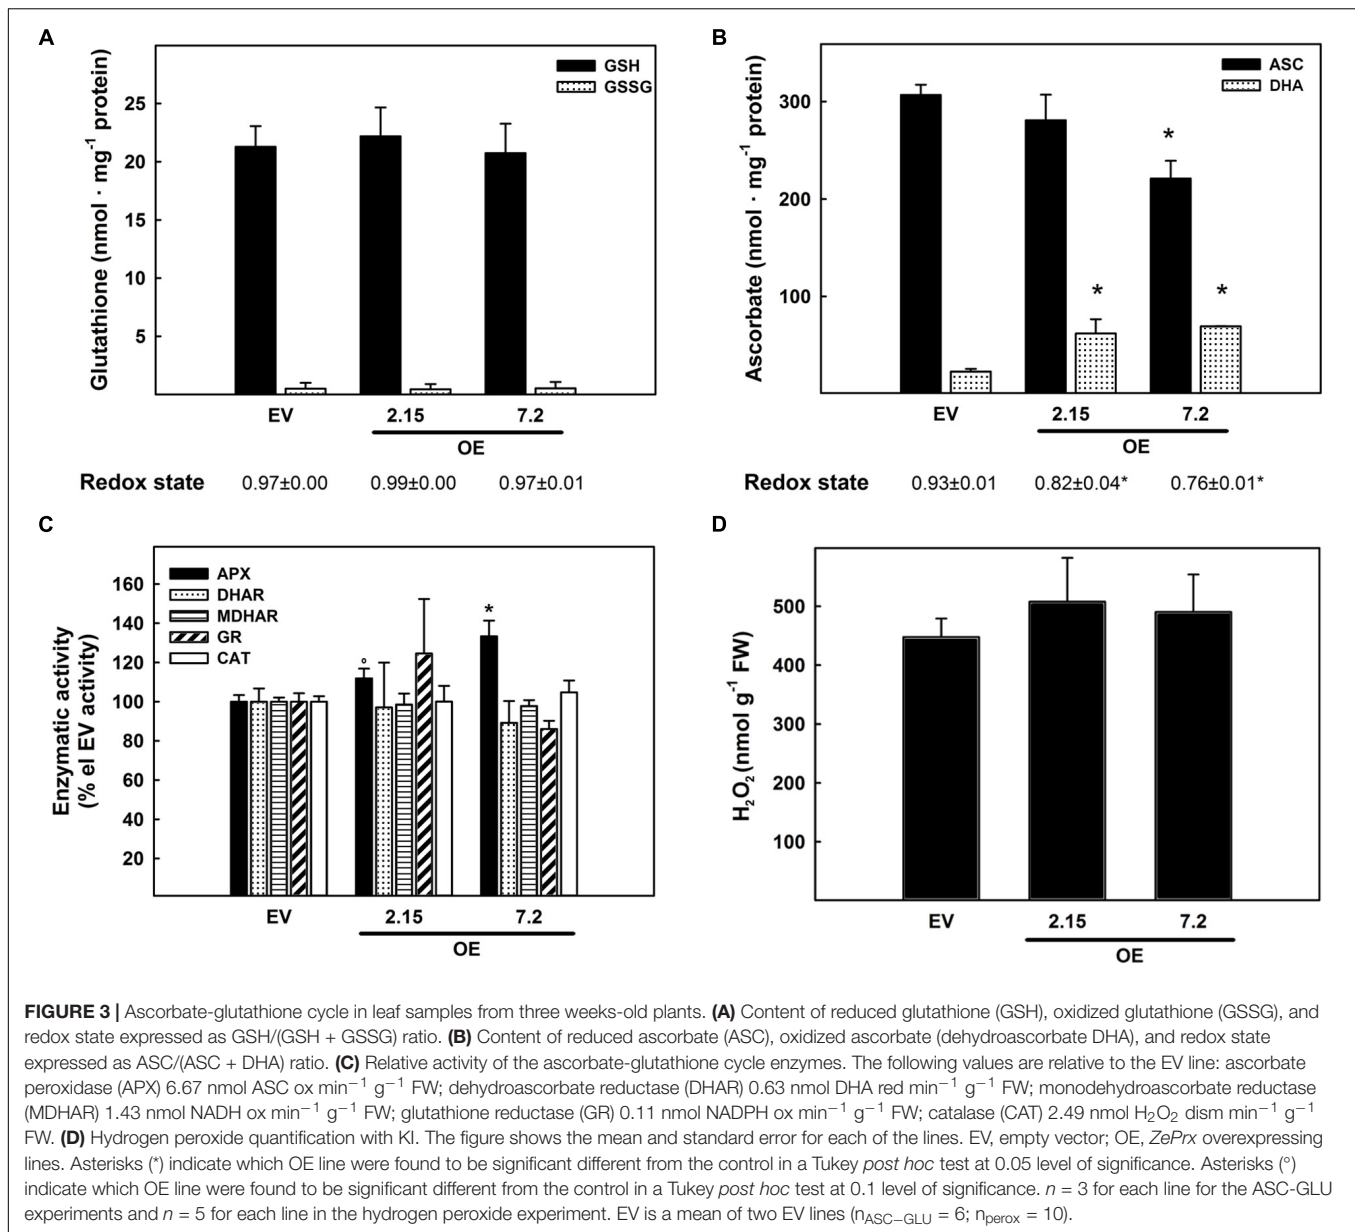 A
Glutathione (nmol · mg⁻¹ protein)
GSH
GSSG
25
20
15
10
5
EV
2.15
7.2
OE
Redox state 0.97±0.00 0.99±0.00 0.97±0.01
B
Ascorbate (nmol · mg⁻¹ protein)
ASC
DHA
300
200
100
*
*
*
EV
2.15
7.2
OE
Redox state 0.93±0.01 0.82±0.04* 0.76±0.01*
C
Enzymatic activity
(% el EV activity)
APX
DHAR
MDHAR
GR
CAT
160
140
120
100
80
60
40
20
°
*
EV
2.15
7.2
OE
D
H₂O₂ (nmol g⁻¹ FW)
500
400
300
200
100
EV
2.15
7.2
OE
FIGURE 3 | Ascorbate-glutathione cycle in leaf samples from three weeks-old plants. (A) Content of reduced glutathione (GSH), oxidized glutathione (GSSG), and
redox state expressed as GSH/(GSH + GSSG) ratio. (B) Content of reduced ascorbate (ASC), oxidized ascorbate (dehydroascorbate DHA), and redox state
expressed as ASC/(ASC + DHA) ratio. (C) Relative activity of the ascorbate-glutathione cycle enzymes. The following values are relative to the EV line: ascorbate
peroxidase (APX) 6.67 nmol ASC ox min⁻¹ g⁻¹ FW; dehydroascorbate reductase (DHAR) 0.63 nmol DHA red min⁻¹ g⁻¹ FW; monodehydroascorbate reductase
(MDHAR) 1.43 nmol NADH ox min⁻¹ g⁻¹ FW; glutathione reductase (GR) 0.11 nmol NADPH ox min⁻¹ g⁻¹ FW; catalase (CAT) 2.49 nmol H₂O₂ dism min⁻¹ g⁻¹
FW. (D) Hydrogen peroxide quantification with KI. The figure shows the mean and standard error for each of the lines. EV, empty vector; OE, ZePrx overexpressing
lines. Asterisks (*) indicate which OE line were found to be significant different from the control in a Tukey post hoc test at 0.05 level of significance. Asterisks (°)
indicate which OE line were found to be significant different from the control in a Tukey post hoc test at 0.1 level of significance. n = 3 for each line for the ASC-GLU
experiments and n = 5 for each line in the hydrogen peroxide experiment. EV is a mean of two EV lines (n_ASC−GLU = 6; n_perox = 10).